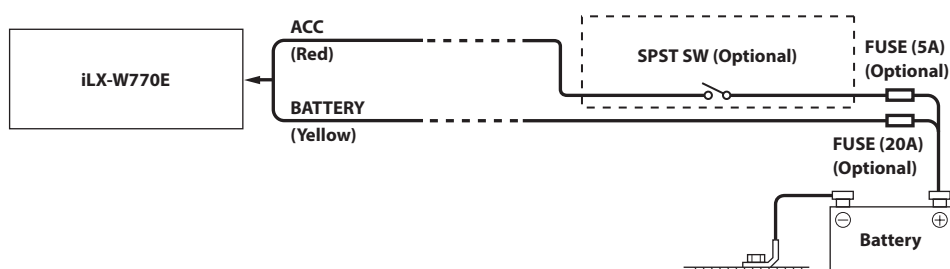 ACC
(Red)
SPST SW (Optional)
FUSE (5A)
(Optional)
iLX-W770E
BATTERY
(Yellow)
FUSE (20A)
(Optional)
Battery